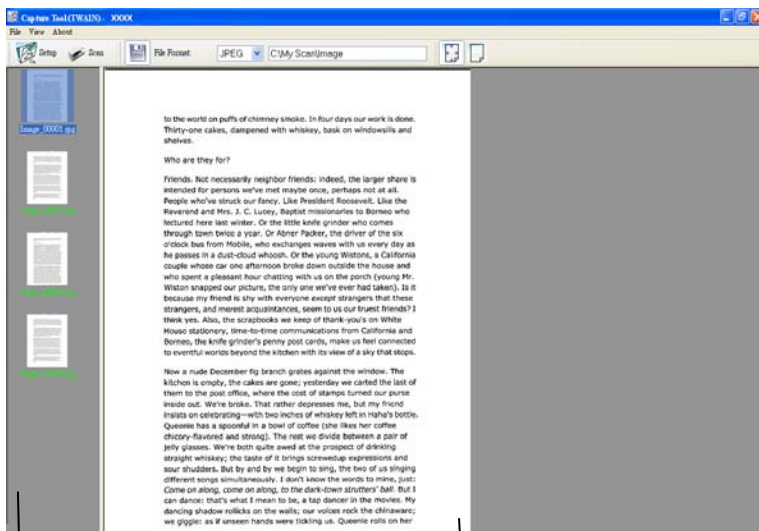 Capture Tool(TWAIN) - XXXX
File View About
Setup Scan File Format JPEG C:\My Scan\Image
Image_00001.jpg
to the world on puffs of chimney smoke. In four days our work is done.
Thirty-one cakes, dampened with whiskey, bask on windowsills and
shelves.
Who are they for?
Friends. Not necessarily neighbor friends: indeed, the larger share is
intended for persons we've met maybe once, perhaps not at all.
People who've struck our fancy. Like President Roosevelt. Like the
Reverend and Mrs. J. C. Lucey, Baptist missionaries to Borneo who
lectured here last winter. Or the little knife grinder who comes
through town twice a year. Or Abner Packer, the driver of the six
o'clock bus from Mobile, who exchanges waves with us every day as
he passes in a dust-cloud whoosh. Or the young Wistons, a California
couple whose car one afternoon broke down outside the house and
who spent a pleasant hour chatting with us on the porch (young Mr.
Wiston snapped our picture, the only one we've ever had taken). Is it
because my friend is shy with everyone except strangers that these
strangers, and merest acquaintances, seem to us our truest friends? I
think yes. Also, the scrapbooks we keep of thank-you's on White
House stationery, time-to-time communications from California and
Borneo, the knife grinder's penny post cards, make us feel connected
to eventful worlds beyond the kitchen with its view of a sky that stops.
Now a nude December fig branch grates against the window. The
kitchen is empty, the cakes are gone; yesterday we carted the last of
them to the post office, where the cost of stamps turned our purse
inside out. We're broke. That rather depresses me, but my friend
insists on celebrating—with two inches of whiskey left in Haha's bottle.
Queenie has a spoonful in a bowl of coffee (she likes her coffee
chicory-flavored and strong). The rest we divide between a pair of
jelly glasses. We're both quite awed at the prospect of drinking
straight whiskey; the taste of it brings screwedup expressions and
sour shudders. But by and by we begin to sing, the two of us singing
different songs simultaneously. I don't know the words to mine, just:
Come on along, come on along, to the dark-town strutters' ball. But I
can dance: that's what I mean to be, a tap dancer in the movies. My
dancing shadow rollicks on the walls; our voices rock the chinaware;
we giggle: as if unseen hands were tickling us. Queenie rolls on her